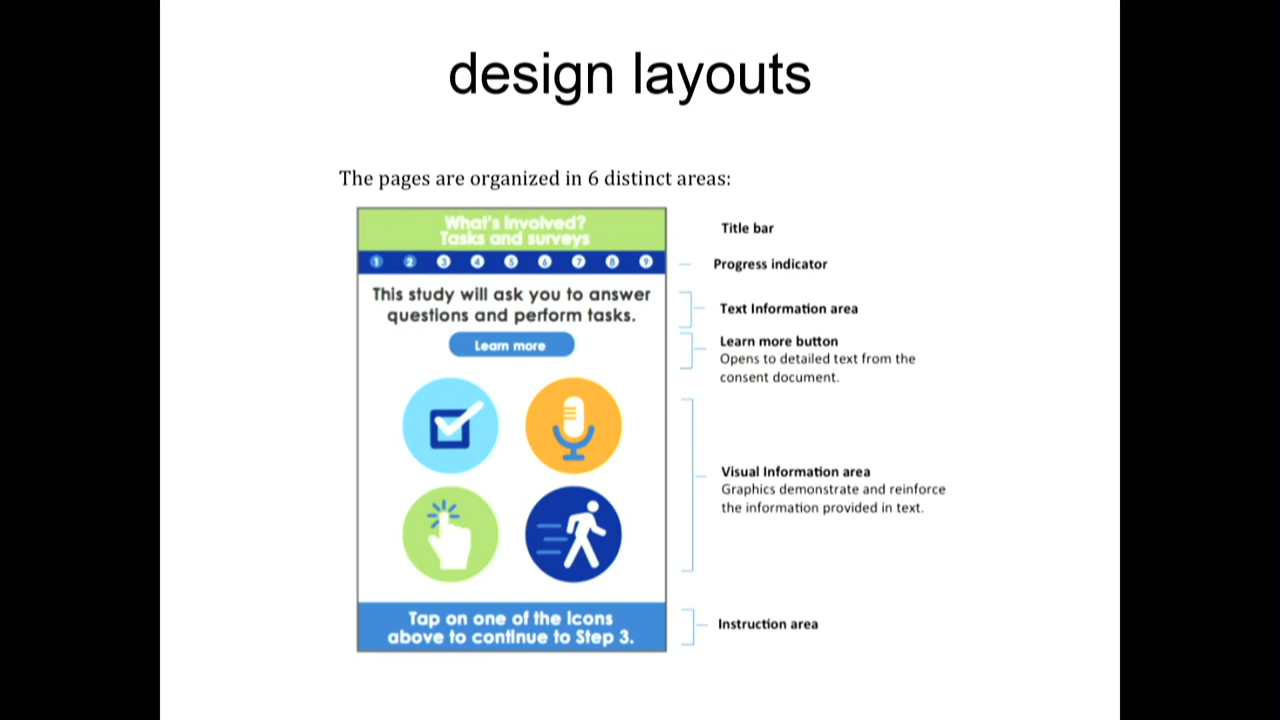 design layouts
The pages are organized in 6 distinct areas:
What's involved?
Tasks and surveys
1 2 3 4 5 6 7 8 9
This study will ask you to answer
questions and perform tasks.
Learn more
Tap on one of the icons
above to continue to Step 3.
Title bar
Progress indicator
Text Information area
Learn more button
Opens to detailed text from the
consent document.
Visual Information area
Graphics demonstrate and reinforce
the information provided in text.
Instruction area